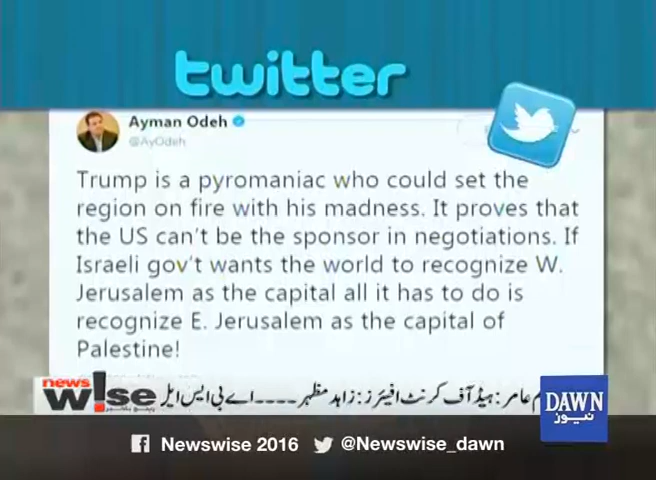 twitter
Ayman Odeh
@AyOdeh
Trump is a pyromaniac who could set the
region on fire with his madness. It proves that
the US can't be the sponsor in negotiations. If
Israeli gov't wants the world to recognize W.
Jerusalem as the capital all it has to do is
recognize E. Jerusalem as the capital of
Palestine!
news
w!se
عامر: ہیڈ آف کرنٹ افیئرز: زاہد مظہر ---- اے بی ایس ایل
DAWN
نیوز
Newswise 2016 @Newswise_dawn